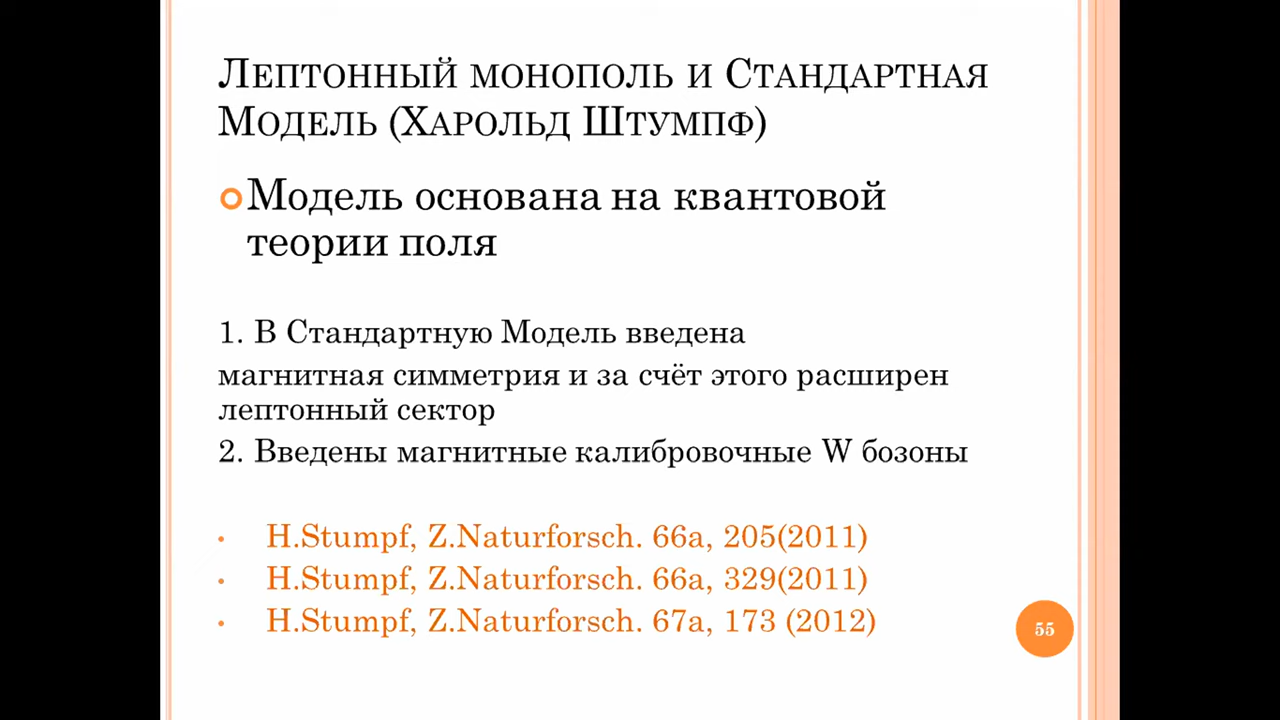 Лептонный монополь и Стандартная
Модель (Харольд Штумпф)
Модель основана на квантовой
теории поля
1. В Стандартную Модель введена
магнитная симметрия и за счёт этого расширен
лептонный сектор
2. Введены магнитные калибровочные W бозоны
• H.Stumpf, Z.Naturforsch. 66a, 205(2011)
• H.Stumpf, Z.Naturforsch. 66a, 329(2011)
• H.Stumpf, Z.Naturforsch. 67a, 173 (2012)
55